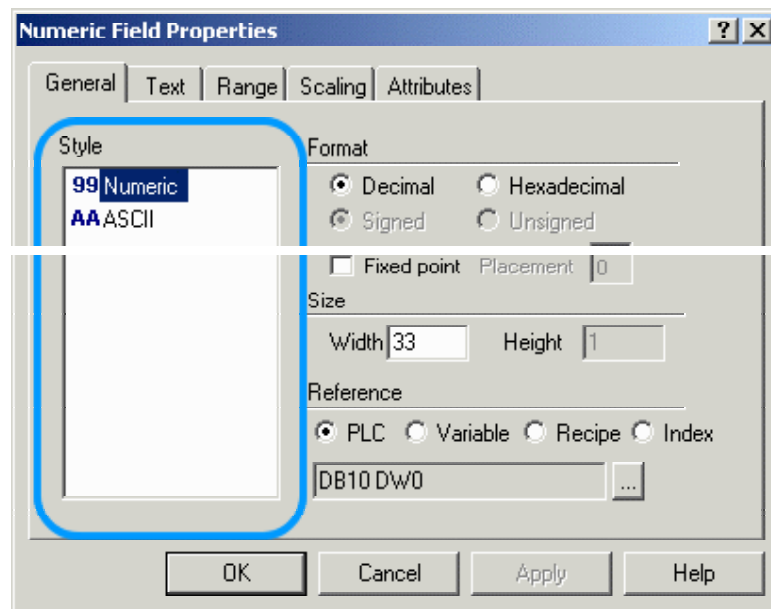 Numeric Field Properties
General Text Range Scaling Attributes
Style
99 Numeric
AA ASCII
Format
Decimal Hexadecimal
Signed Unsigned
Fixed point Placement 0
Size
Width 33 Height 1
Reference
PLC Variable Recipe Index
DB10 DW0 ...
OK Cancel Apply Help